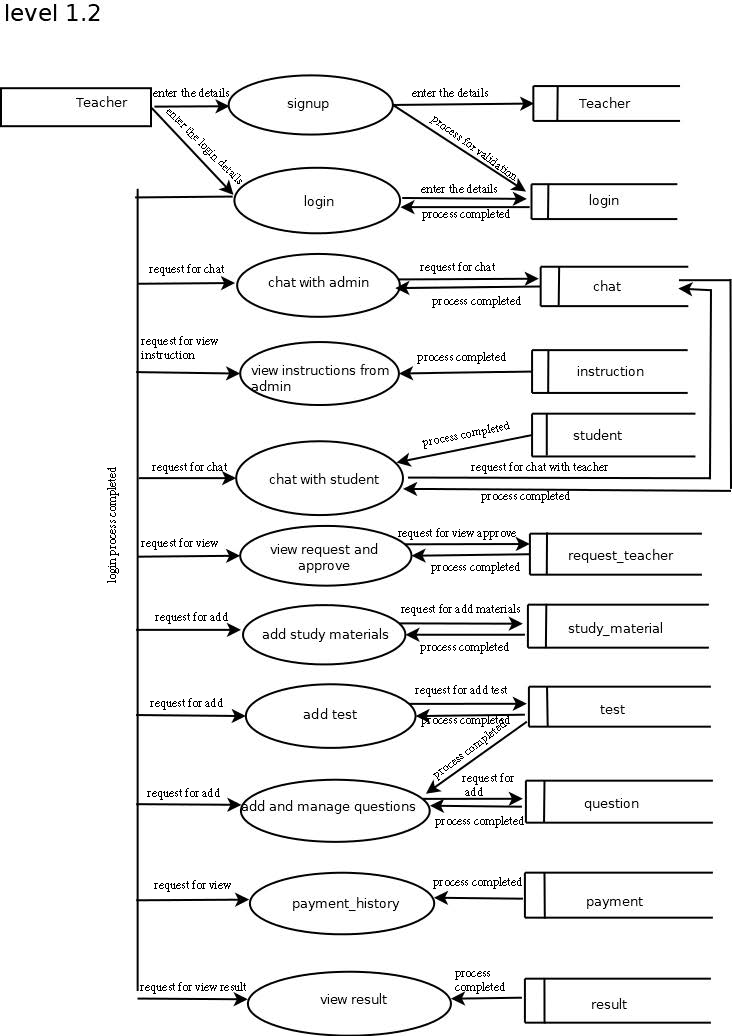 level 1.2
enter the details
enter the details
Teacher
signup
Teacher
enter the login details
process for validation
enter the details
login
login
process completed
request for chat
request for chat
chat with admin
chat
process completed
request for view
instruction
process completed
view instructions from
admin
instruction
process completed
student
request for chat
request for chat with teacher
chat with student
process completed
login process completed
request for view
request for view approve
view request and
approve
request_teacher
process completed
request for add
request for add materials
add study materials
study_material
process completed
request for add
request for add test
add test
test
process completed
process completed
request for
add
request for add
add and manage questions
question
process completed
request for view
process completed
payment_history
payment
request for view result
process
completed
view result
result